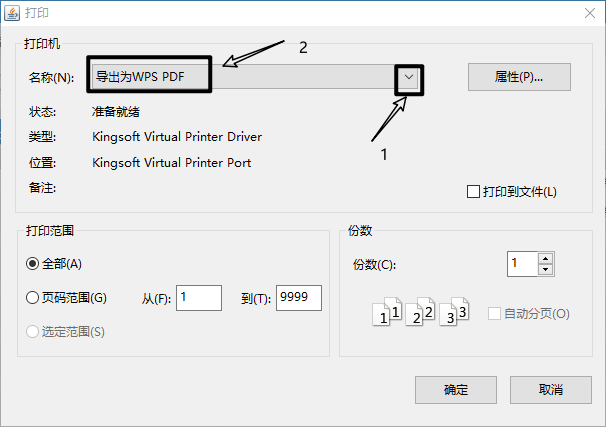 打印
打印机
2
名称(N): 导出为WPS PDF 属性(P)...
1
状态: 准备就绪
类型: Kingsoft Virtual Printer Driver
位置: Kingsoft Virtual Printer Port
备注: 打印到文件(L)
打印范围
全部(A)
页码范围(G) 从(F): 1 到(T): 9999
选定范围(S)
份数
份数(C): 1
1 1 2 2 3 3 自动分页(O)
确定 取消